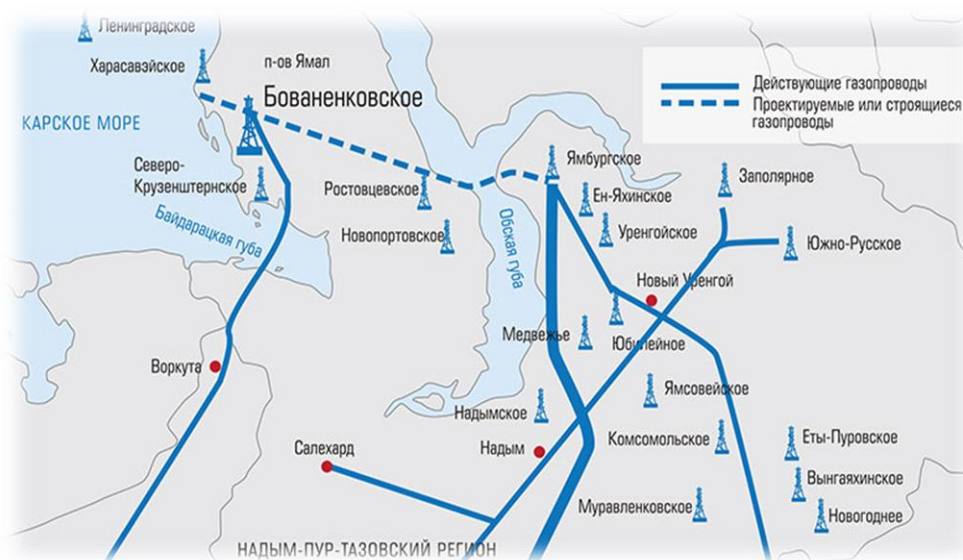 Ленинградское
Харасавэйское
п-ов Ямал
Бованенковское
КАРСКОЕ МОРЕ
Действующие газопроводы
Проектируемые или строящиеся
газопроводы
Северо-
Крузенштернское
Байдарацкая губа
Ростовцевское
Новопортовское
Обская губа
Ямбургское
Ен-Яхинское
Уренгойское
Заполярное
Южно-Русское
Новый Уренгой
Медвежье
Юбилейное
Воркута
Ямсовейское
Надымское
Салехард
Надым
Комсомольское
Еты-Пуровское
Вынгаяхинское
Муравленковское
Новогоднее
НАДЫМ-ПУР-ТАЗОВСКИЙ РЕГИОН